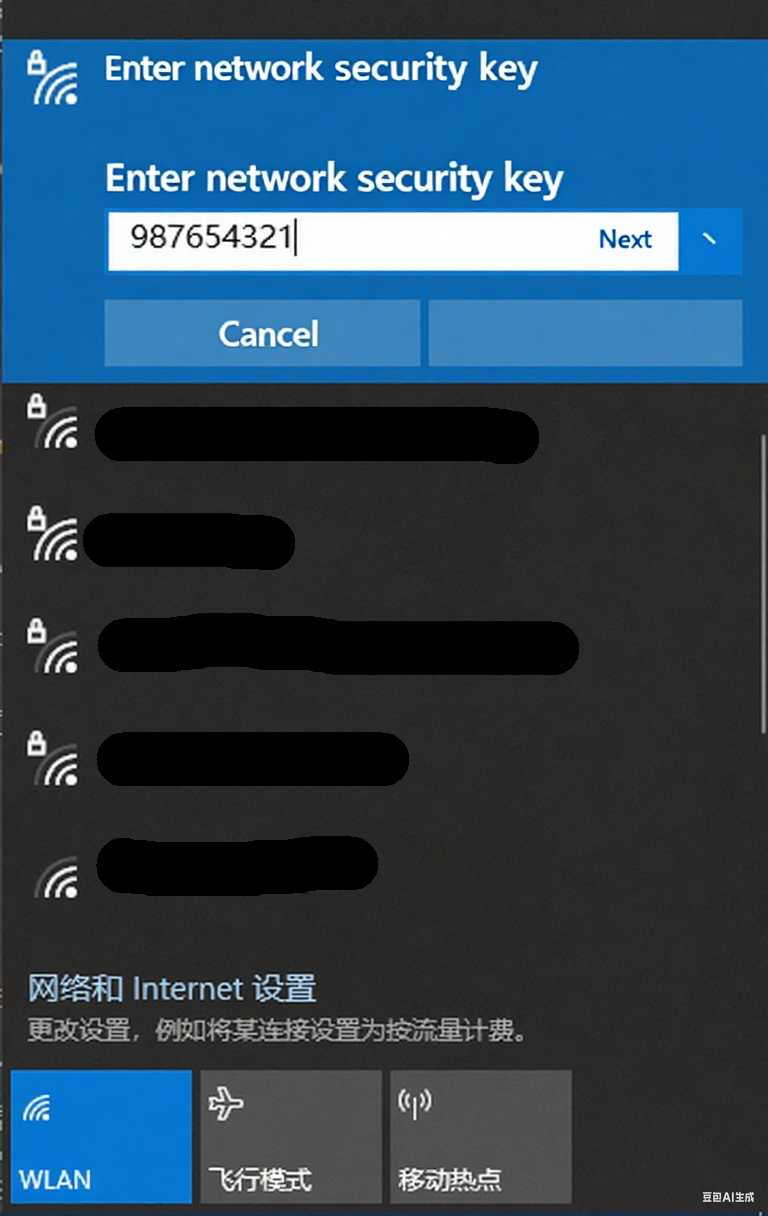 Enter network security key
Enter network security key
987654321 Next
Cancel
网络和 Internet 设置
更改设置，例如将某连接设置为按流量计费。
WLAN 飞行模式 移动热点
豆包AI生成